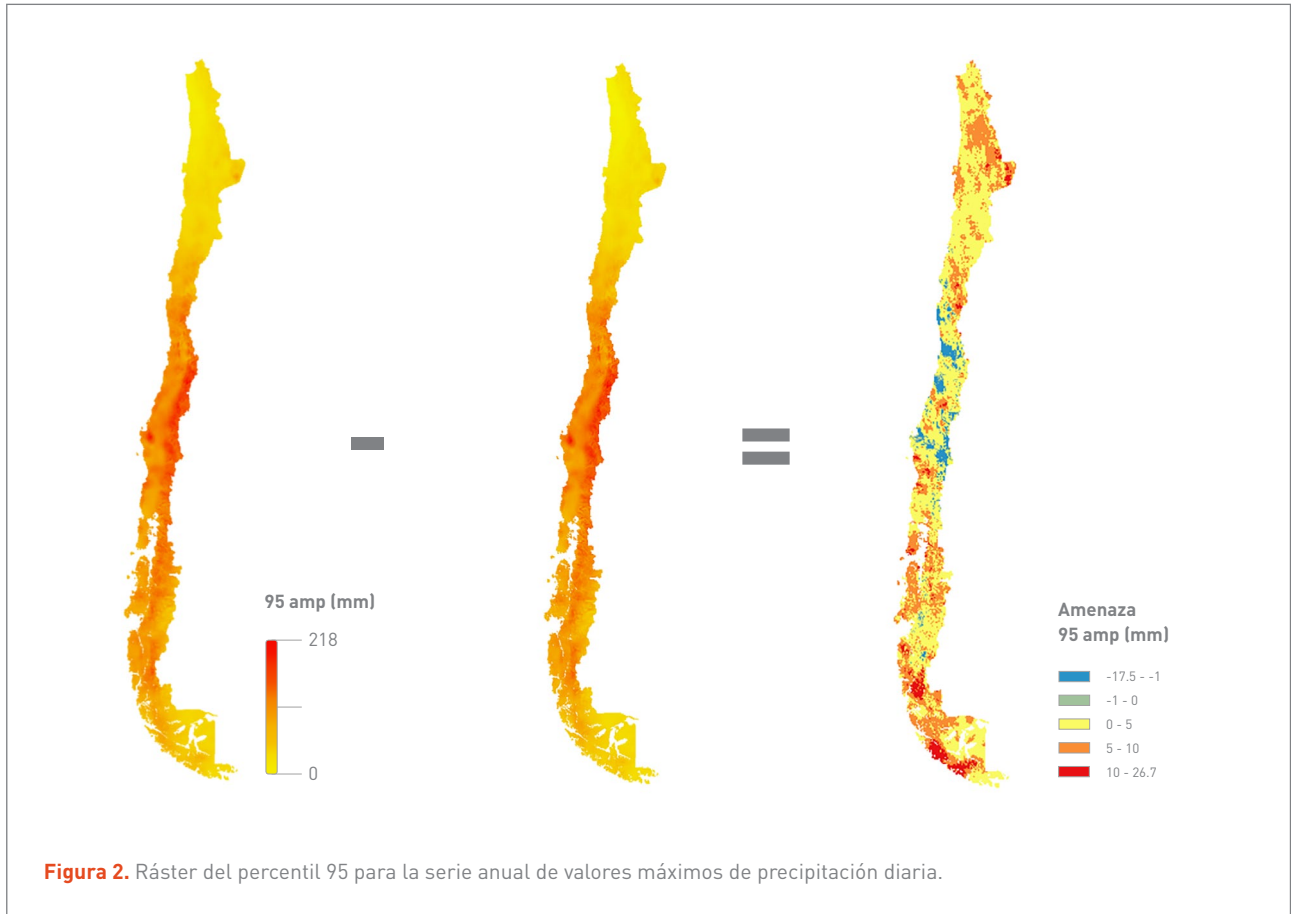 95 amp (mm)
218
0
Amenaza
95 amp (mm)
-17.5 - -1
-1 - 0
0 - 5
5 - 10
10 - 26.7
Figura 2. Ráster del percentil 95 para la serie anual de valores máximos de precipitación diaria.